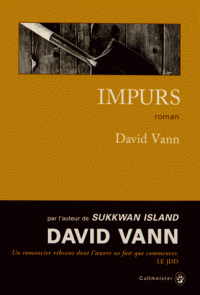 IMPURS
roman
David Vann
par l'auteur de SUKKWAN ISLAND
DAVID VANN
Un romancier vibrant dont l'œuvre ne fait que commencer.
LE JDD
Gallmeister